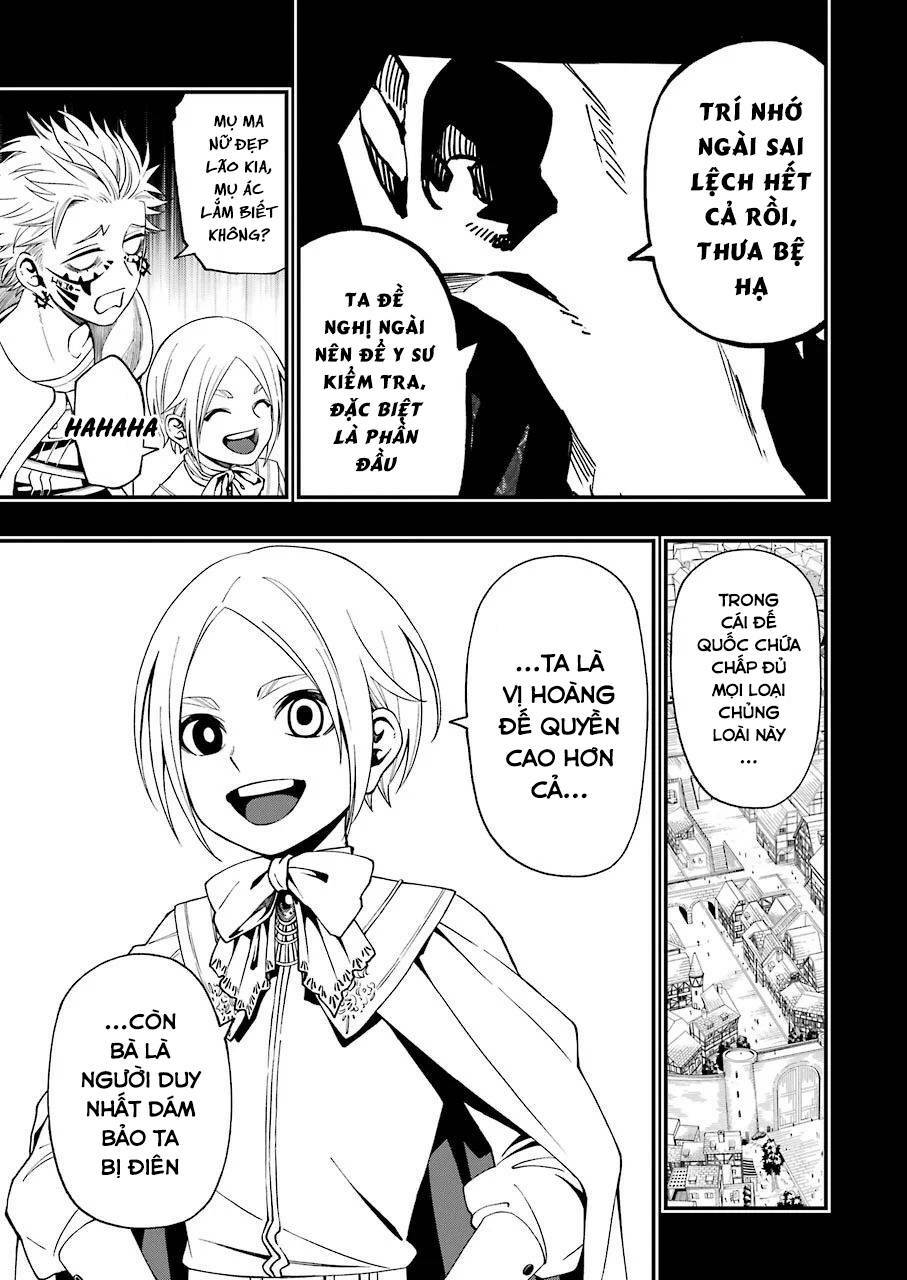 TRÍ NHỚ
NGÀI SAI
LỆCH HẾT
CẢ RỒI,
THƯA BỆ
HẠ
TA ĐỀ
NGHỊ NGÀI
NÊN ĐỂ Y SƯ
KIỂM TRA,
ĐẶC BIỆT
LÀ PHẦN
ĐẦU
MỤ MA
NỮ ĐẸP
LÃO KIA,
MỤ ÁC
LẮM BIẾT
KHÔNG?
HAHAHA
TRONG
CÁI ĐẾ
QUỐC CHỨA
CHẤP ĐỦ
MỌI LOẠI
CHỦNG
LOÀI NÀY
...
...TA LÀ
VỊ HOÀNG
ĐẾ QUYỀN
CAO HƠN
CẢ...
...CÒN
BÀ LÀ
NGƯỜI DUY
NHẤT DÁM
BẢO TA
BỊ ĐIÊN